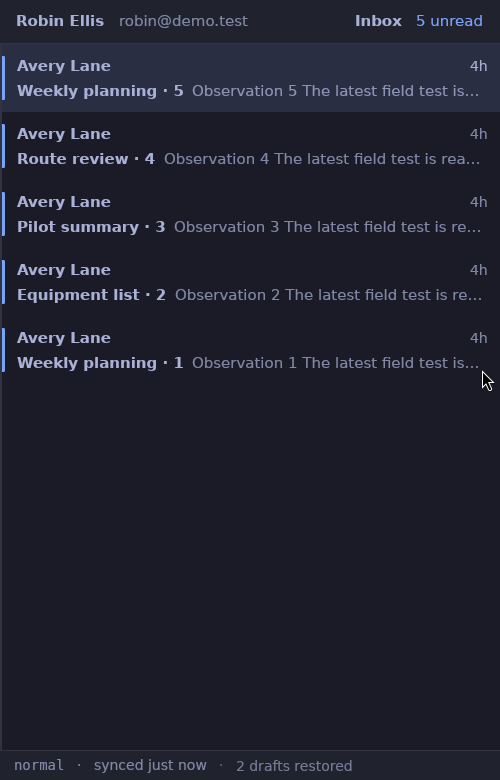 Robin Ellis robin@demo.test Inbox 5 unread
Avery Lane 4h
Weekly planning · 5 Observation 5 The latest field test is…
Avery Lane 4h
Route review · 4 Observation 4 The latest field test is rea…
Avery Lane 4h
Pilot summary · 3 Observation 3 The latest field test is re…
Avery Lane 4h
Equipment list · 2 Observation 2 The latest field test is re…
Avery Lane 4h
Weekly planning · 1 Observation 1 The latest field test is…
normal · synced just now · 2 drafts restored